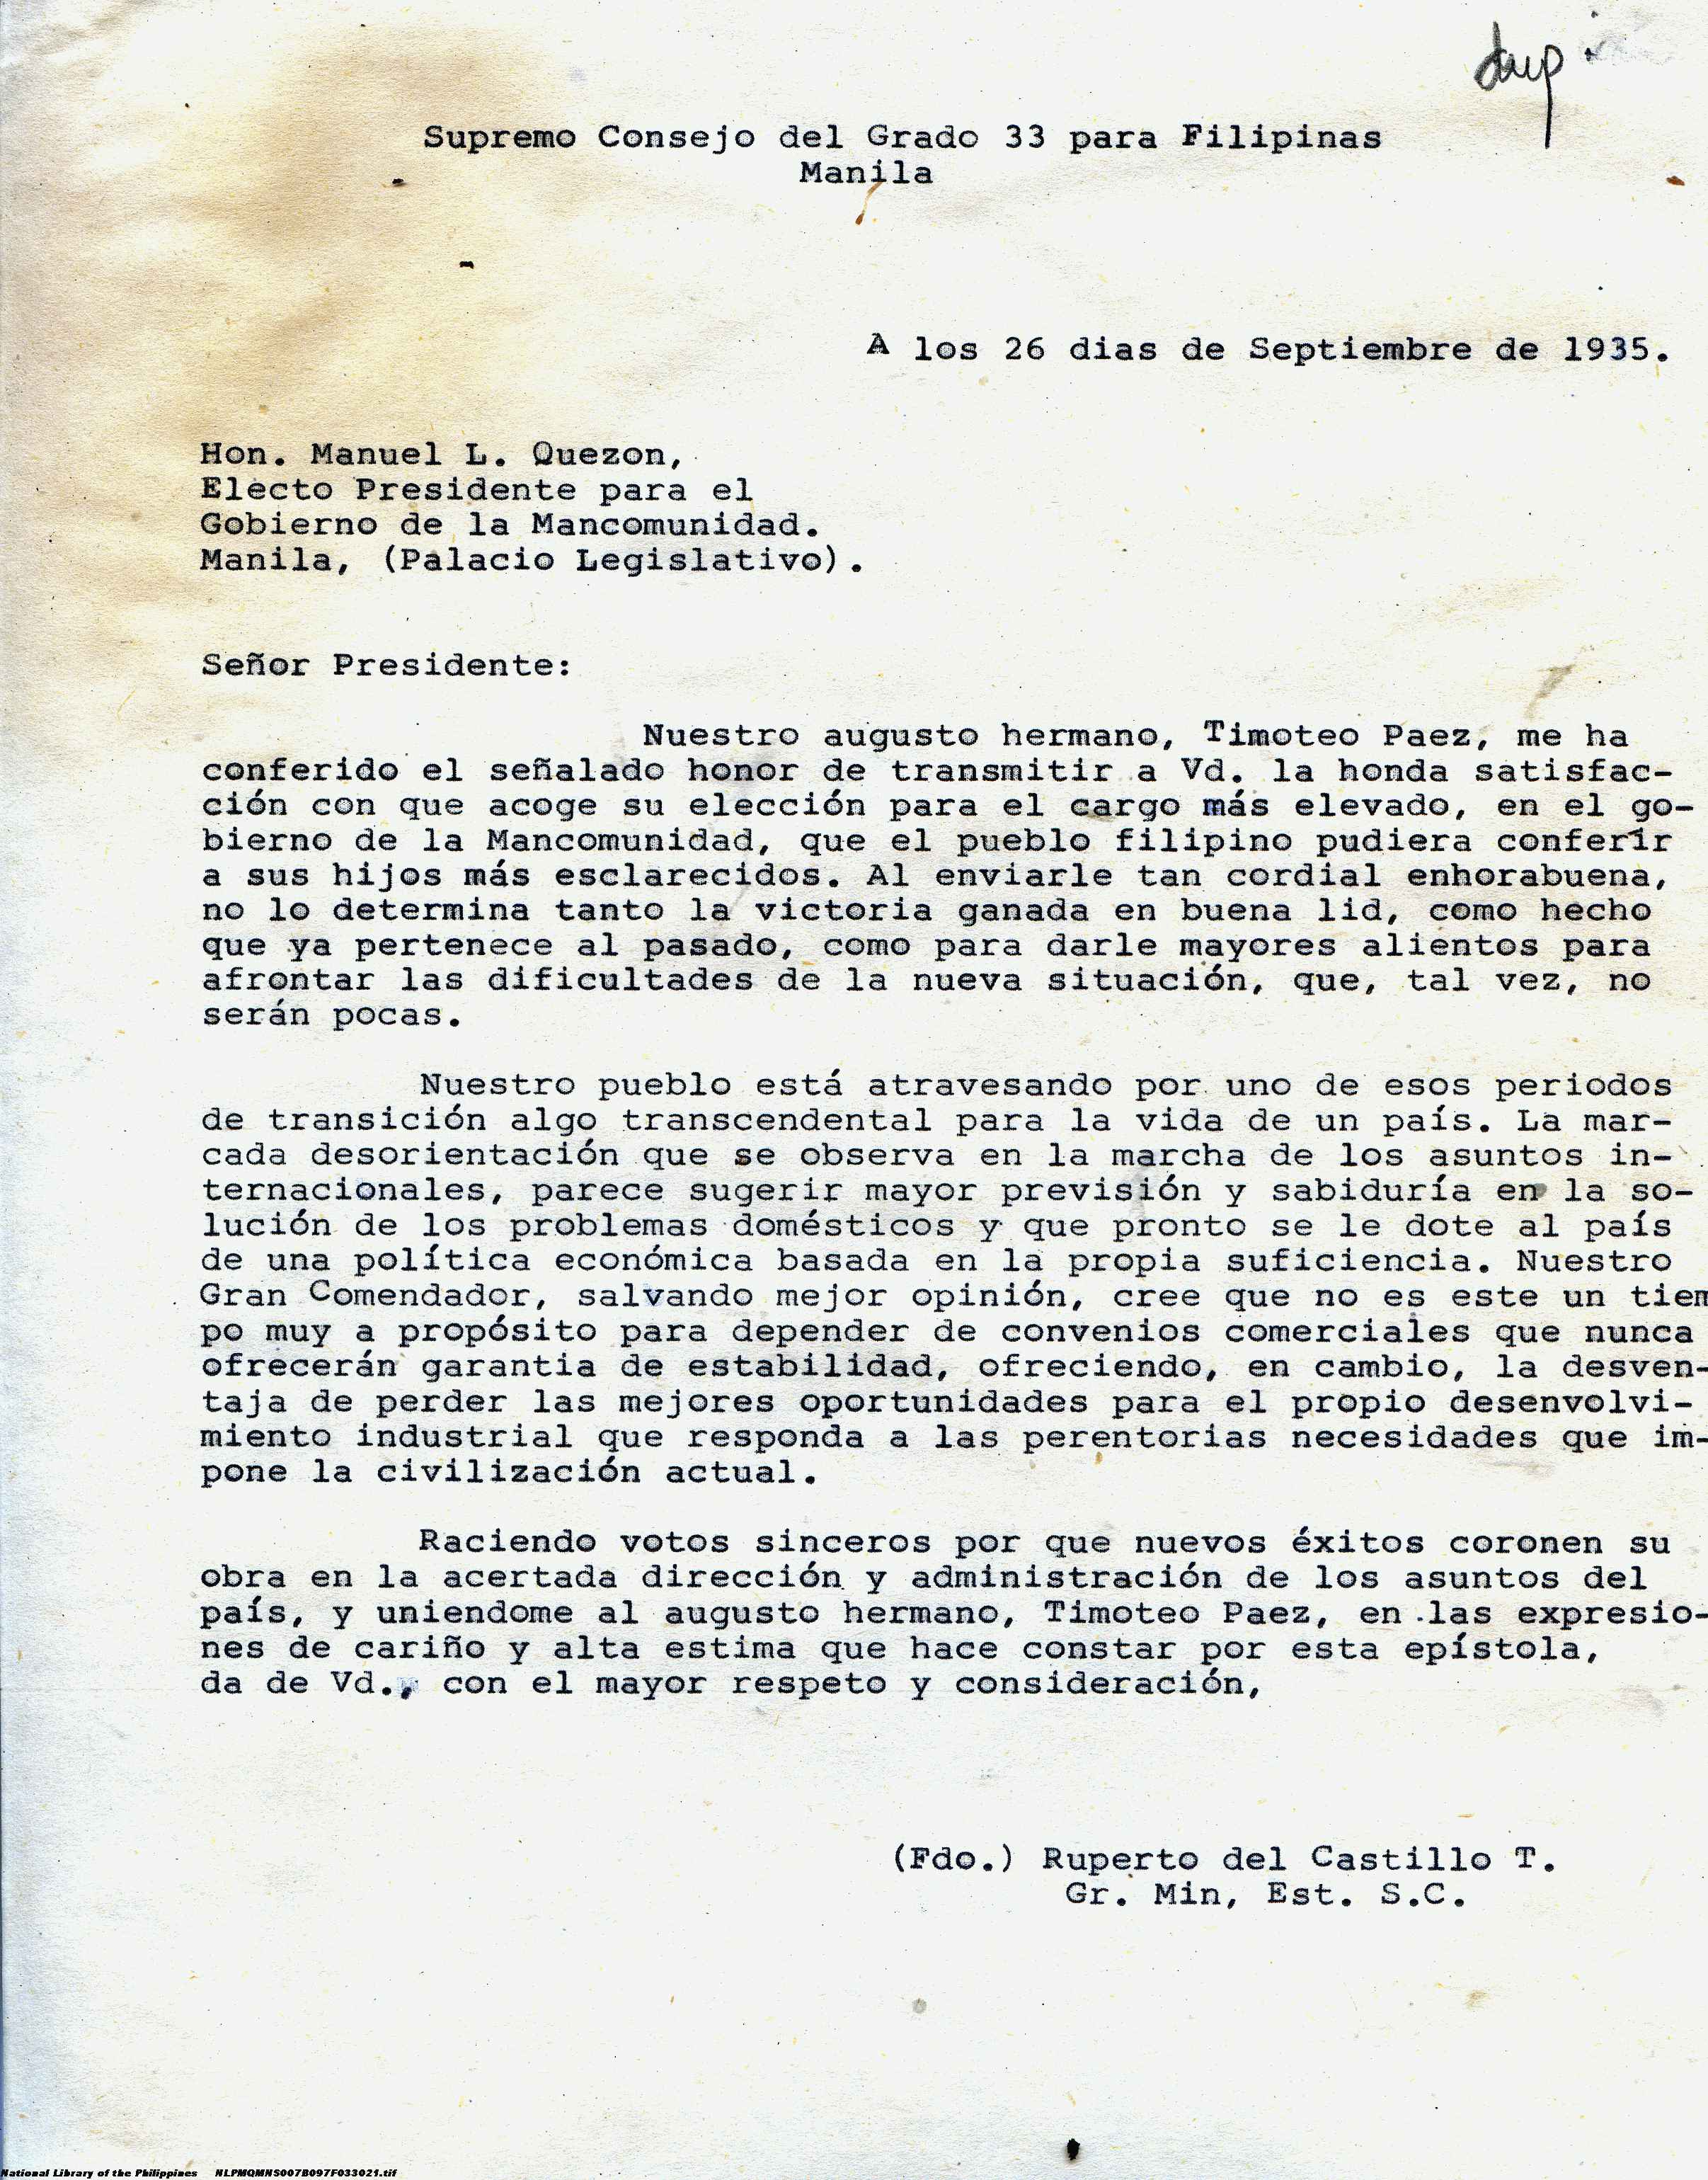 dup
Supremo Consejo del Grado 33 para Filipinas
Manila
A los 26 dias de Septiembre de 1935.
Hon. Manuel L. Quezon,
Electo Presidente para el
Gobierno de la Mancomunidad.
Manila, (Palacio Legislativo).
Señor Presidente:
Nuestro augusto hermano, Timoteo Paez, me ha
conferido el señalado honor de transmitir a Vd. la honda satisfac-
ción con que acoge su elección para el cargo más elevado, en el go-
bierno de la Mancomunidad, que el pueblo filipino pudiera conferir
a sus hijos más esclarecidos. Al enviarle tan cordial enhorabuena,
no lo determina tanto la victoria ganada en buena lid, como hecho
que ya pertenece al pasado, como para darle mayores alientos para
afrontar las dificultades de la nueva situación, que, tal vez, no
serán pocas.
Nuestro pueblo está atravesando por uno de esos periodos
de transición algo transcendental para la vida de un país. La mar-
cada desorientación que se observa en la marcha de los asuntos in-
ternacionales, parece sugerir mayor previsión y sabiduría en la so-
lución de los problemas domésticos y que pronto se le dote al país
de una política económica basada en la propia suficiencia. Nuestro
Gran Comendador, salvando mejor opinión, cree que no es este un tiem
po muy a propósito para depender de convenios comerciales que nunca
ofrecerán garantia de estabilidad, ofreciendo, en cambio, la desven-
taja de perder las mejores oportunidades para el propio desenvolvi-
miento industrial que responda a las perentorias necesidades que im-
pone la civilización actual.
Raciendo votos sinceros por que nuevos éxitos coronen su
obra en la acertada dirección y administración de los asuntos del
país, y uniendome al augusto hermano, Timoteo Paez, en las expresio-
nes de cariño y alta estima que hace constar por esta epístola,
da de Vd., con el mayor respeto y consideración,
(Fdo.) Ruperto del Castillo T.
Gr. Min, Est. S.C.
National Library of the Philippines NLPMQMNS007B097F033021.tif